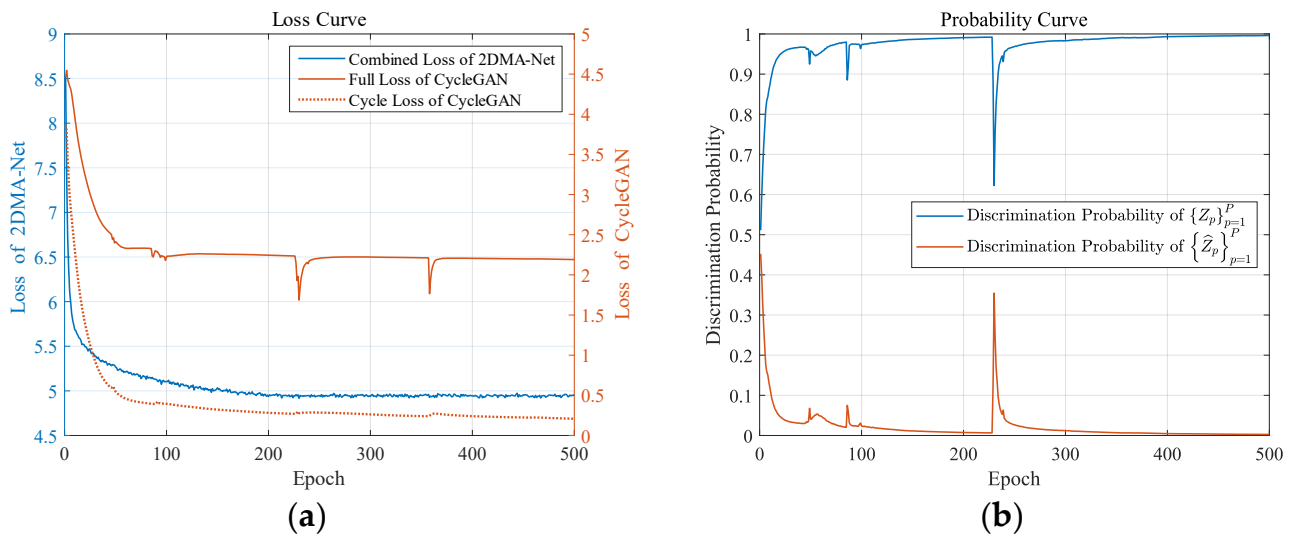 Loss Curve
9
8.5
8
7.5
7
6.5
6
5.5
5
4.5
Loss of 2DMA-Net
Combined Loss of 2DMA-Net
Full Loss of CycleGAN
Cycle Loss of CycleGAN
5
4.5
4
3.5
3
2.5
2
1.5
1
0.5
0
Loss of CycleGAN
0 100 200 300 400 500
Epoch
(a)
Probability Curve
1
0.9
0.8
0.7
0.6
0.5
0.4
0.3
0.2
0.1
0
Discrimination Probability
Discrimination Probability of {Z_p}_{p=1}^P
Discrimination Probability of {Ẑ_p}_{p=1}^P
0 100 200 300 400 500
Epoch
(b)